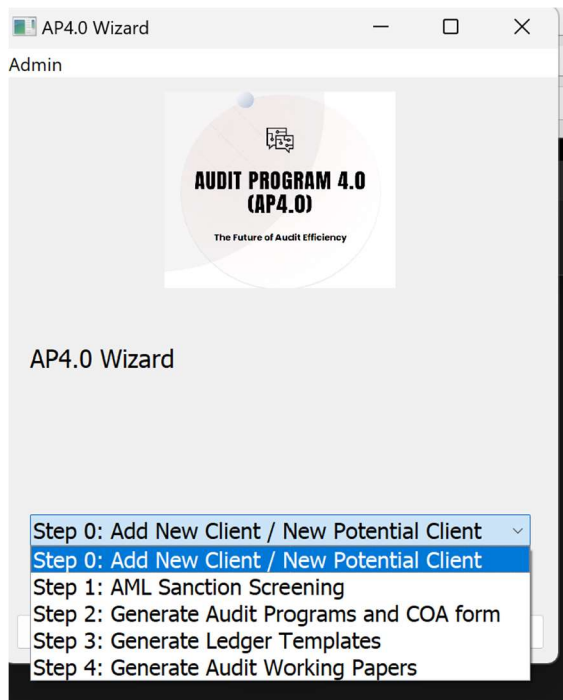 AP4.0 Wizard
Admin
AUDIT PROGRAM 4.0
(AP4.0)
The Future of Audit Efficiency
AP4.0 Wizard
Step 0: Add New Client / New Potential Client
Step 0: Add New Client / New Potential Client
Step 1: AML Sanction Screening
Step 2: Generate Audit Programs and COA form
Step 3: Generate Ledger Templates
Step 4: Generate Audit Working Papers